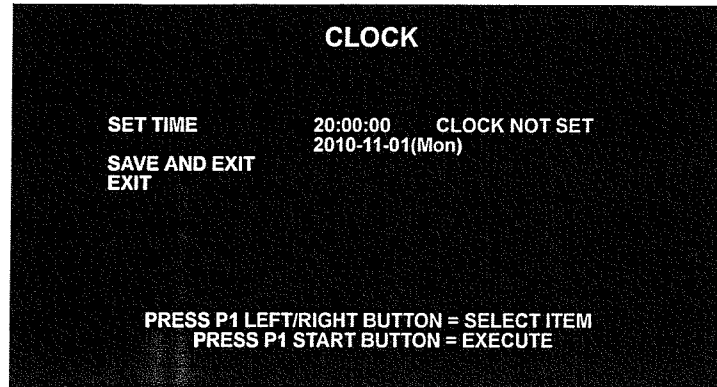 CLOCK
SET TIME 20:00:00 CLOCK NOT SET
2010-11-01(Mon)
SAVE AND EXIT
EXIT
PRESS P1 LEFT/RIGHT BUTTON = SELECT ITEM
PRESS P1 START BUTTON = EXECUTE